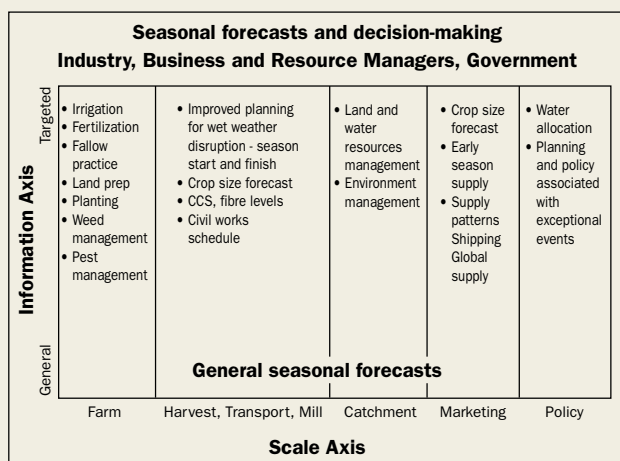 Seasonal forecasts and decision-making
Industry, Business and Resource Managers, Government
Information Axis
Targeted
General
• Irrigation
• Fertilization
• Fallow
practice
• Land prep
• Planting
• Weed
management
• Pest
management
• Improved planning
for wet weather
disruption - season
start and finish
• Crop size forecast
• CCS, fibre levels
• Civil works
schedule
• Land and
water
resources
management
• Environment
management
• Crop size
forecast
• Early
season
supply
• Supply
patterns
Shipping
Global
supply
• Water
allocation
• Planning
and policy
associated
with
exceptional
events
General seasonal forecasts
Farm
Harvest, Transport, Mill
Catchment
Marketing
Policy
Scale Axis